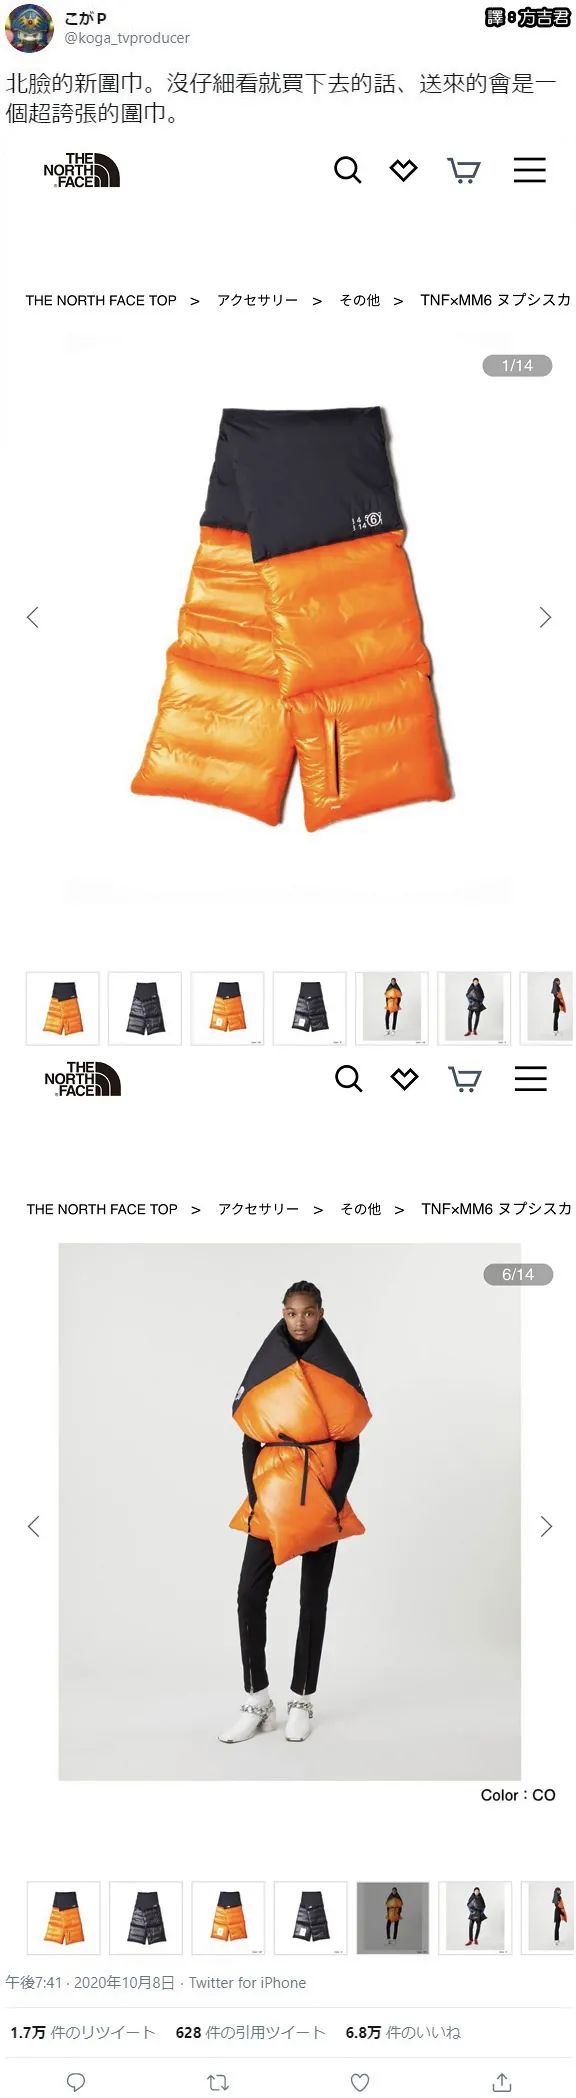 こがP
@koga_tvproducer
譯:方吉君
北臉的新圍巾。沒仔細看就買下去的話、送來的會是一
個超誇張的圍巾。
THE
NORTH
FACE
THE NORTH FACE TOP > アクセサリー > その他 > TNF×MM6 ヌプシスカ
1/14
THE
NORTH
FACE
THE NORTH FACE TOP > アクセサリー > その他 > TNF×MM6 ヌプシスカ
6/14
Color：CO
午後7:41 · 2020年10月8日 · Twitter for iPhone
1.7万 件のリツイート 628 件の引用ツイート 6.8万 件のいいね